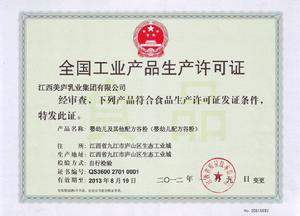 全国工业产品生产许可证
江西美庐乳业集团有限公司
经审查，下列产品符合食品生产许可证发证条件，
特发此证。
产品名称：婴幼儿及其他配方谷粉（婴幼儿配方谷粉）
住 所：江西省九江市庐山区生态工业城
生产地址：江西省九江市庐山区生态工业城
检验方式：自行检验
证书编号：QS3600 2701 0001
有效期至：2013年8月19日
二〇一二年 月 九日 变更